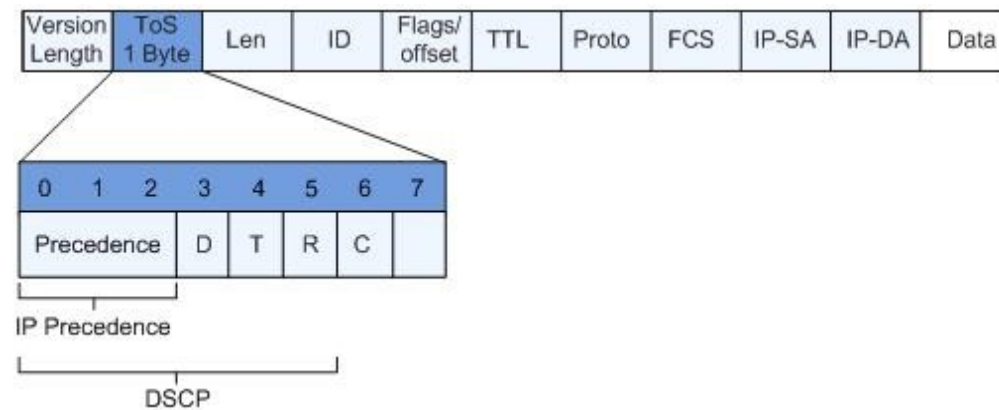 Version Length ToS 1 Byte Len ID Flags/ offset TTL Proto FCS IP-SA IP-DA Data
0 1 2 3 4 5 6 7
Precedence D T R C
IP Precedence
DSCP